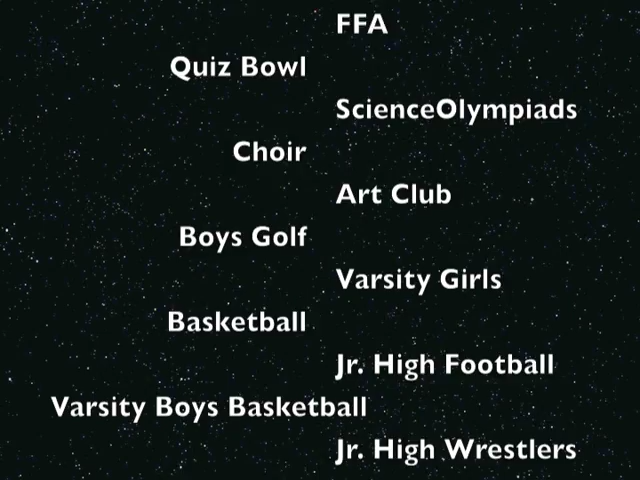 FFA
Quiz Bowl
ScienceOlympiads
Choir
Art Club
Boys Golf
Varsity Girls
Basketball
Jr. High Football
Varsity Boys Basketball
Jr. High Wrestlers